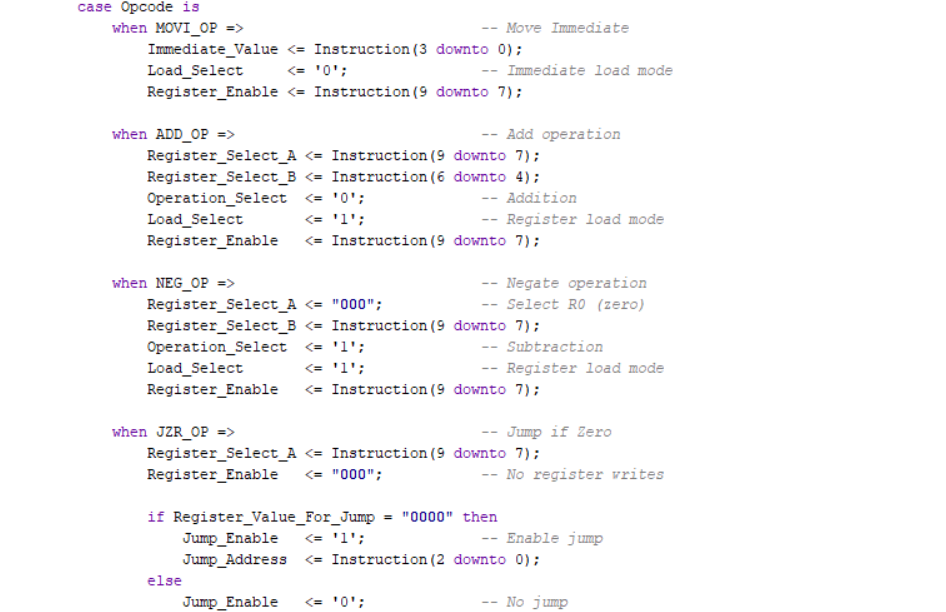 case Opcode is
when MOVI_OP => -- Move Immediate
Immediate_Value <= Instruction(3 downto 0);
Load_Select <= '0'; -- Immediate load mode
Register_Enable <= Instruction(9 downto 7);
when ADD_OP => -- Add operation
Register_Select_A <= Instruction(9 downto 7);
Register_Select_B <= Instruction(6 downto 4);
Operation_Select <= '0'; -- Addition
Load_Select <= '1'; -- Register load mode
Register_Enable <= Instruction(9 downto 7);
when NEG_OP => -- Negate operation
Register_Select_A <= "000"; -- Select R0 (zero)
Register_Select_B <= Instruction(9 downto 7);
Operation_Select <= '1'; -- Subtraction
Load_Select <= '1'; -- Register load mode
Register_Enable <= Instruction(9 downto 7);
when JZR_OP => -- Jump if Zero
Register_Select_A <= Instruction(9 downto 7);
Register_Enable <= "000"; -- No register writes
if Register_Value_For_Jump = "0000" then
Jump_Enable <= '1'; -- Enable jump
Jump_Address <= Instruction(2 downto 0);
else
Jump_Enable <= '0'; -- No jump